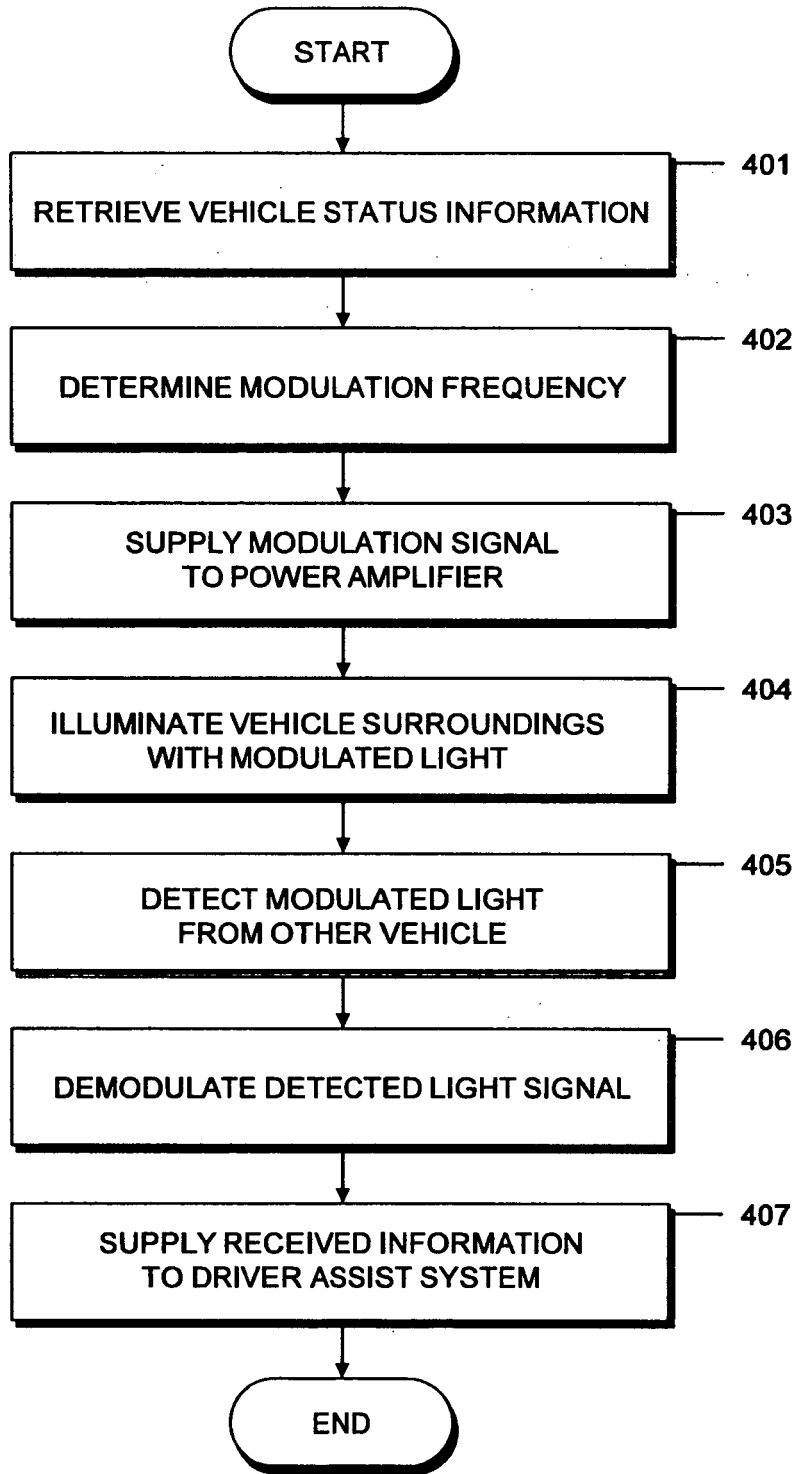 START
401
RETRIEVE VEHICLE STATUS INFORMATION
402
DETERMINE MODULATION FREQUENCY
403
SUPPLY MODULATION SIGNAL
TO POWER AMPLIFIER
404
ILLUMINATE VEHICLE SURROUNDINGS
WITH MODULATED LIGHT
405
DETECT MODULATED LIGHT
FROM OTHER VEHICLE
406
DEMODULATE DETECTED LIGHT SIGNAL
407
SUPPLY RECEIVED INFORMATION
TO DRIVER ASSIST SYSTEM
END